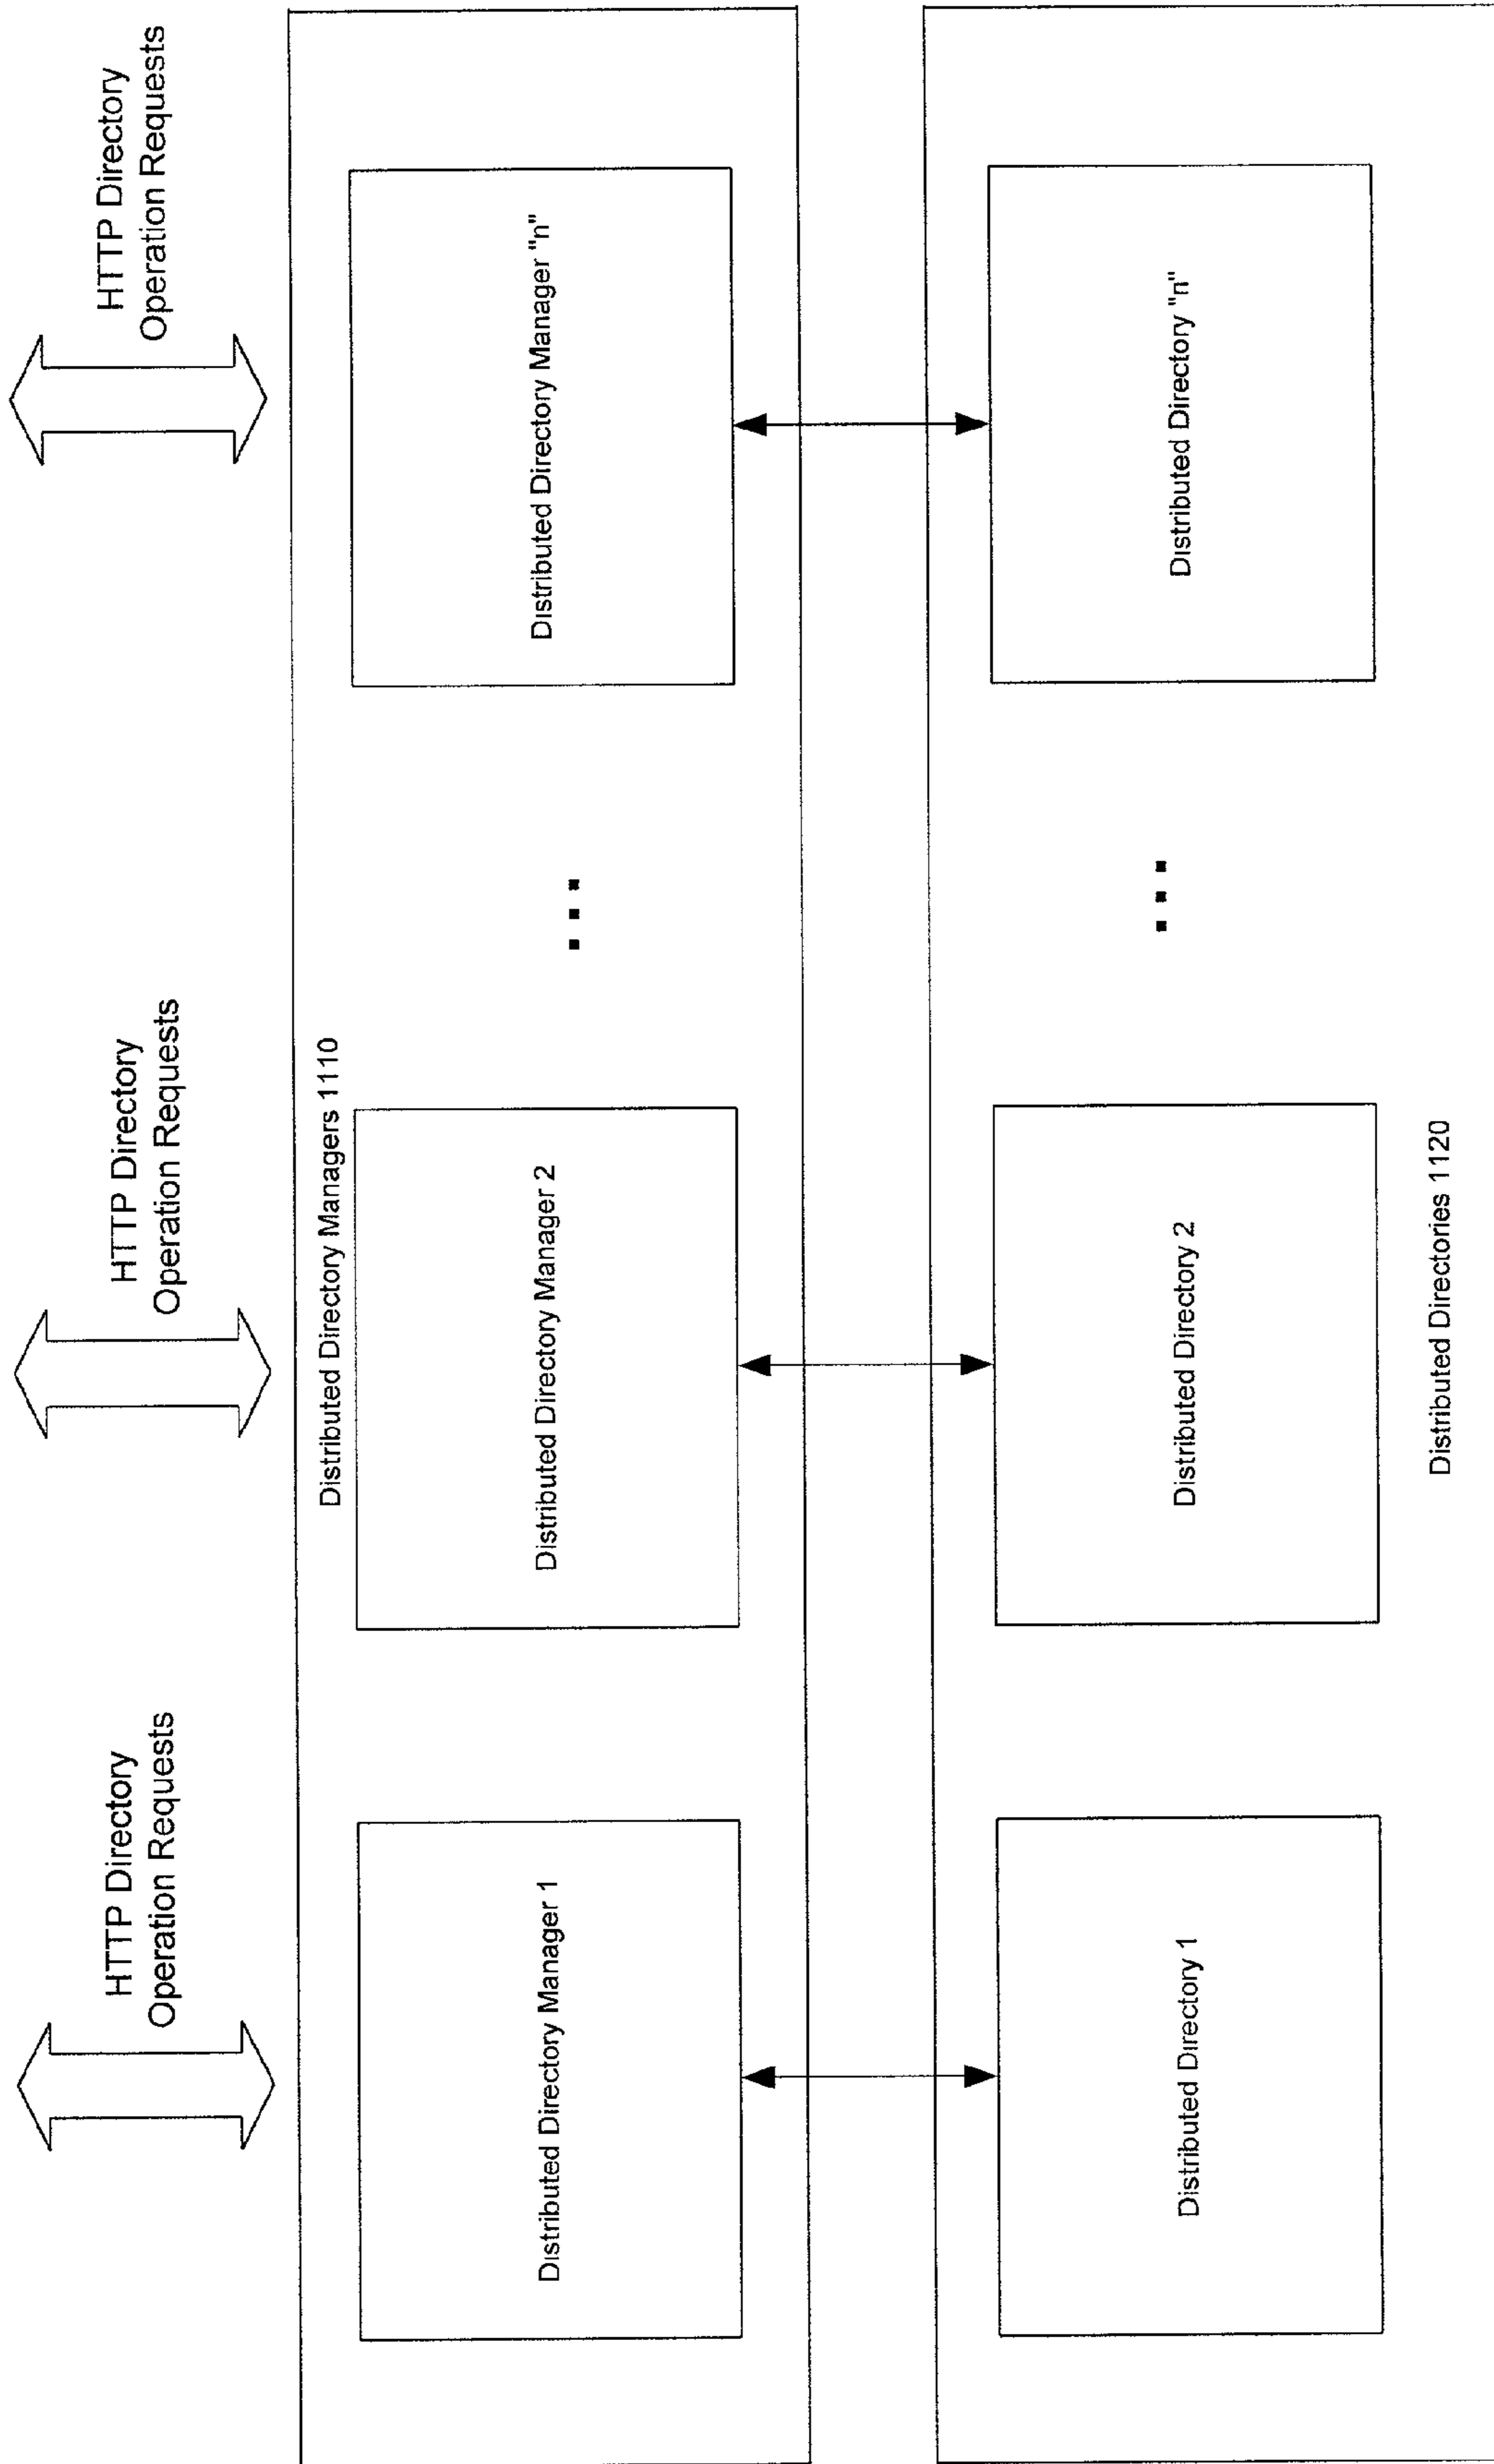 HTTP Directory
Operation Requests
HTTP Directory
Operation Requests
HTTP Directory
Operation Requests
Distributed Directory Managers 1110
Distributed Directory Manager 1
Distributed Directory Manager 2
...
Distributed Directory Manager "n"
Distributed Directory 1
Distributed Directory 2
...
Distributed Directory "n"
Distributed Directories 1120